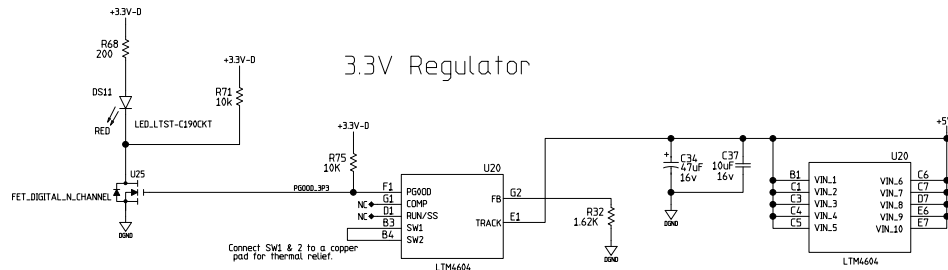 +3.3V-D
R68
200
DS11
RED
LED_LTST-C190CKT
+3.3V-D
R71
10k
U25
FET_DIGITAL_N_CHANNEL
DGND
3.3V Regulator
+3.3V-D
R75
10K
PGOOD_3P3
U20
F1
PGOOD
NC
G1
COMP
NC
D1
RUN/SS
B3
SW1
B4
SW2
FB
G2
TRACK
E1
LTM4604
Connect SW1 & 2 to a copper
pad for thermal relief.
R32
1.62K
DGND
+
C34
47uF
16v
C37
10uF
16v
DGND
+5
U20
B1 VIN_1 VIN_6 C6
C1 VIN_2 VIN_7 C7
C3 VIN_3 VIN_8 D7
C4 VIN_4 VIN_9 E6
C5 VIN_5 VIN_10 E7
LTM4604